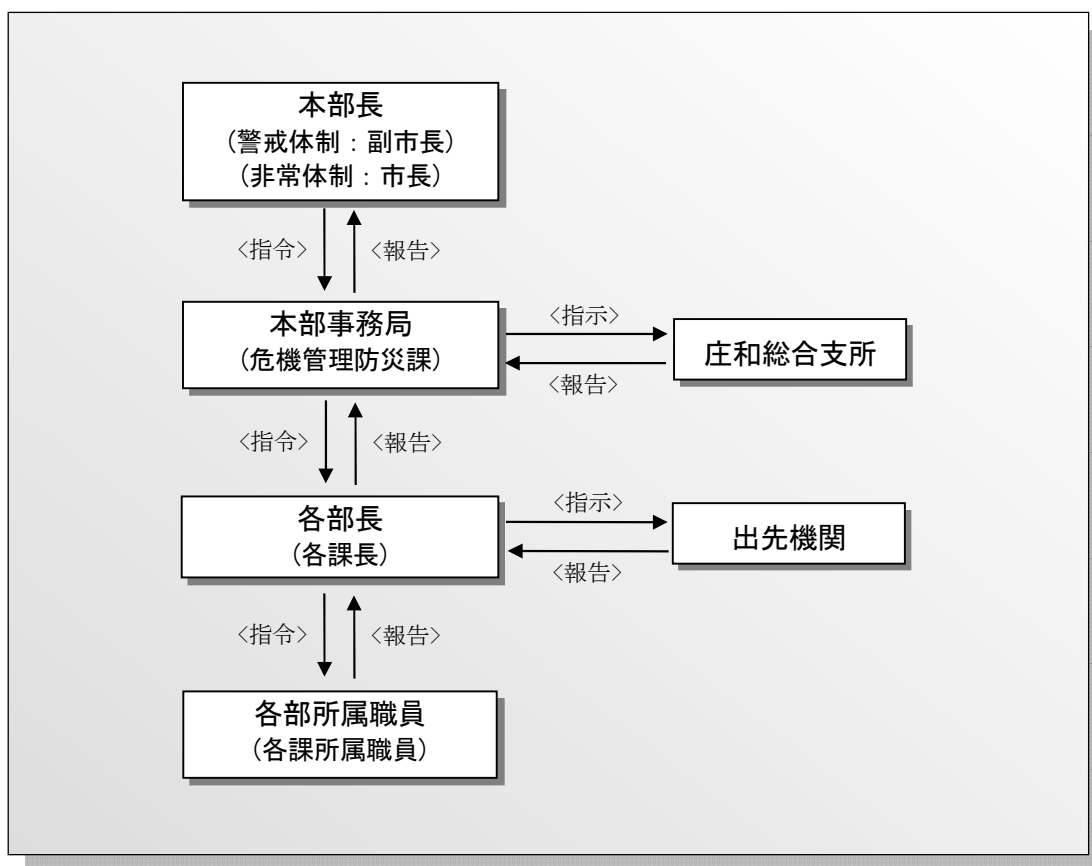 本部長
（警戒体制：副市長）
（非常体制：市長）
〈指令〉
〈報告〉
本部事務局
（危機管理防災課）
〈指示〉
〈報告〉
庄和総合支所
〈指令〉
〈報告〉
各部長
（各課長）
〈指示〉
〈報告〉
出先機関
〈指令〉
〈報告〉
各部所属職員
（各課所属職員）